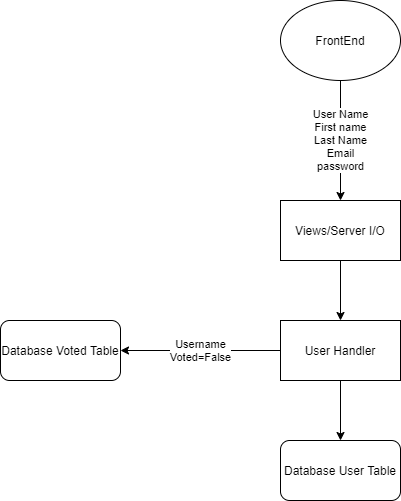 FrontEnd
User Name
First name
Last Name
Email
password
Views/Server I/O
User Handler
Username
Voted=False
Database Voted Table
Database User Table